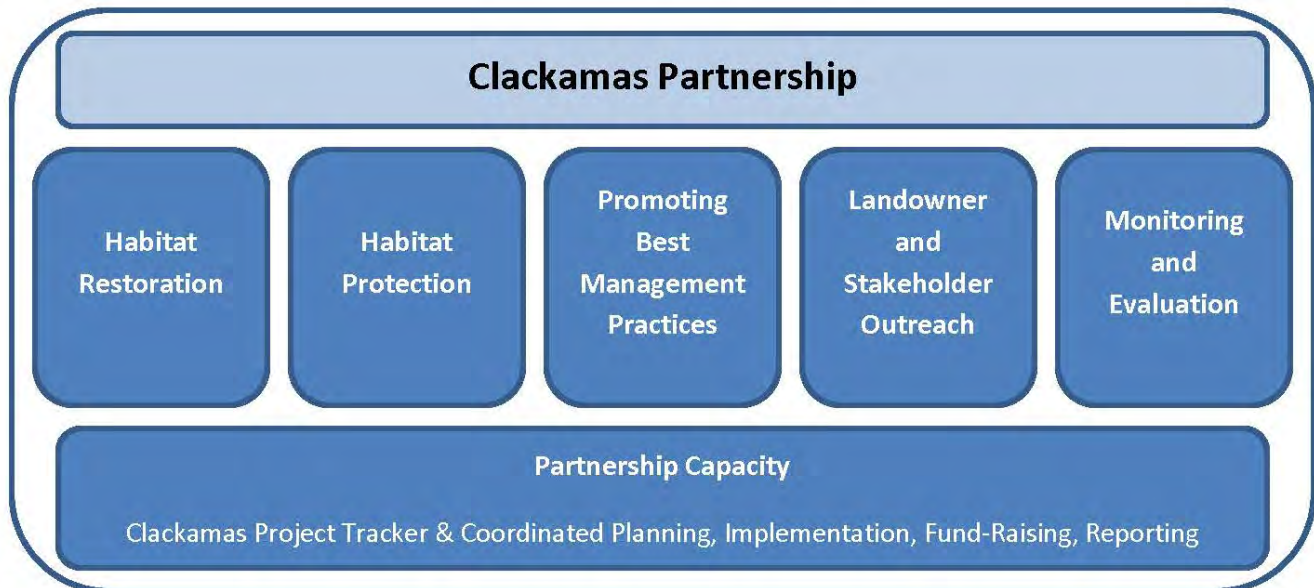 Clackamas Partnership
Habitat
Restoration
Habitat
Protection
Promoting
Best
Management
Practices
Landowner
and
Stakeholder
Outreach
Monitoring
and
Evaluation
Partnership Capacity
Clackamas Project Tracker & Coordinated Planning, Implementation, Fund-Raising, Reporting